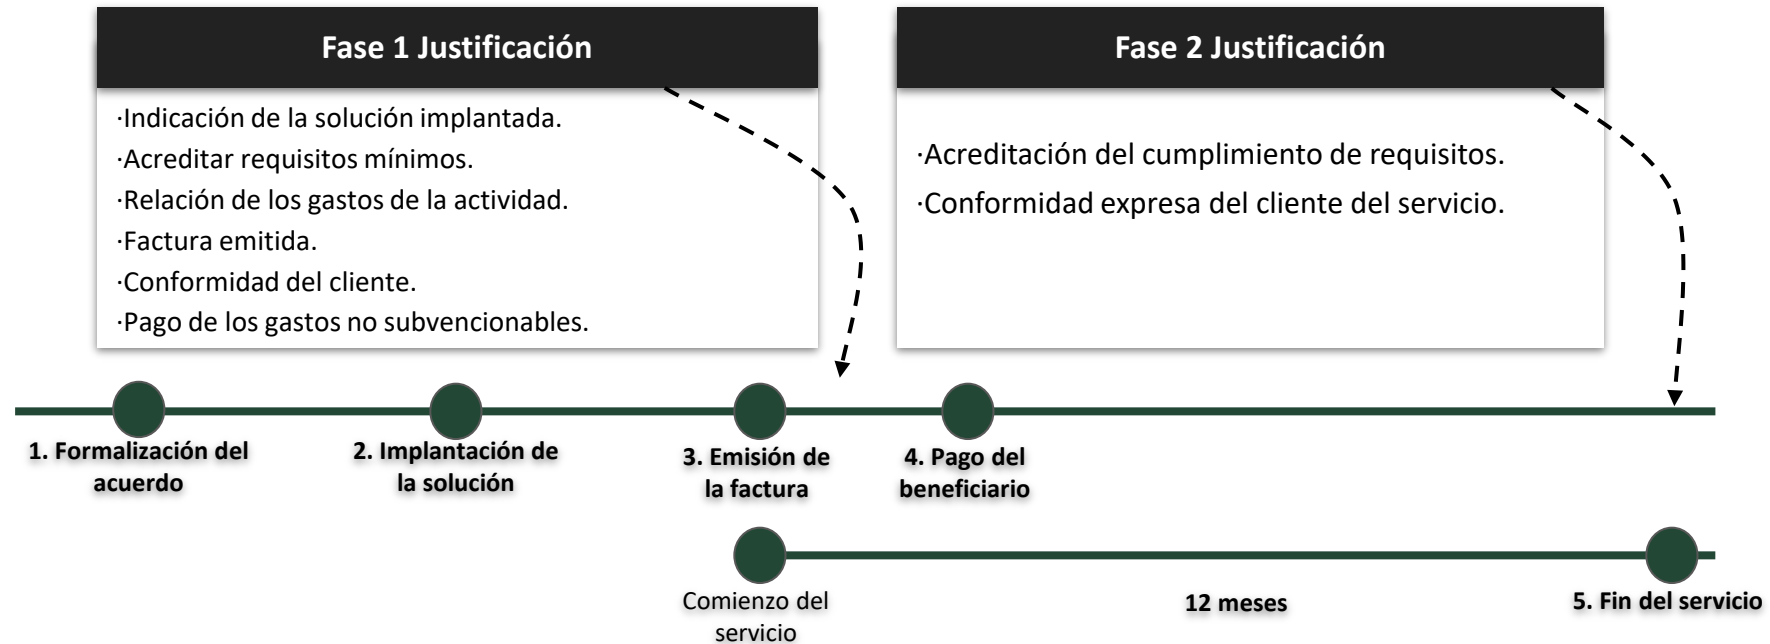 Fase 1 Justificación
·Indicación de la solución implantada.
·Acreditar requisitos mínimos.
·Relación de los gastos de la actividad.
·Factura emitida.
·Conformidad del cliente.
·Pago de los gastos no subvencionables.
Fase 2 Justificación
·Acreditación del cumplimiento de requisitos.
·Conformidad expresa del cliente del servicio.
1. Formalización del
acuerdo
2. Implantación de
la solución
3. Emisión de
la factura
4. Pago del
beneficiario
Comienzo del
servicio
12 meses
5. Fin del servicio